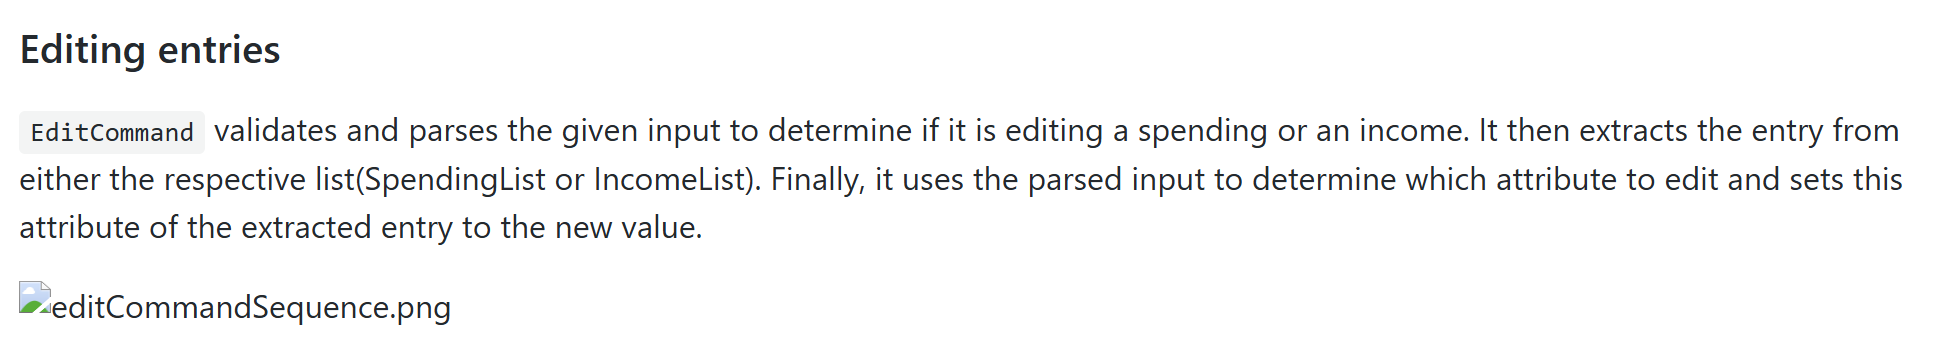 Editing entries
EditCommand validates and parses the given input to determine if it is editing a spending or an income. It then extracts the entry from
either the respective list(SpendingList or IncomeList). Finally, it uses the parsed input to determine which attribute to edit and sets this
attribute of the extracted entry to the new value.
editCommandSequence.png